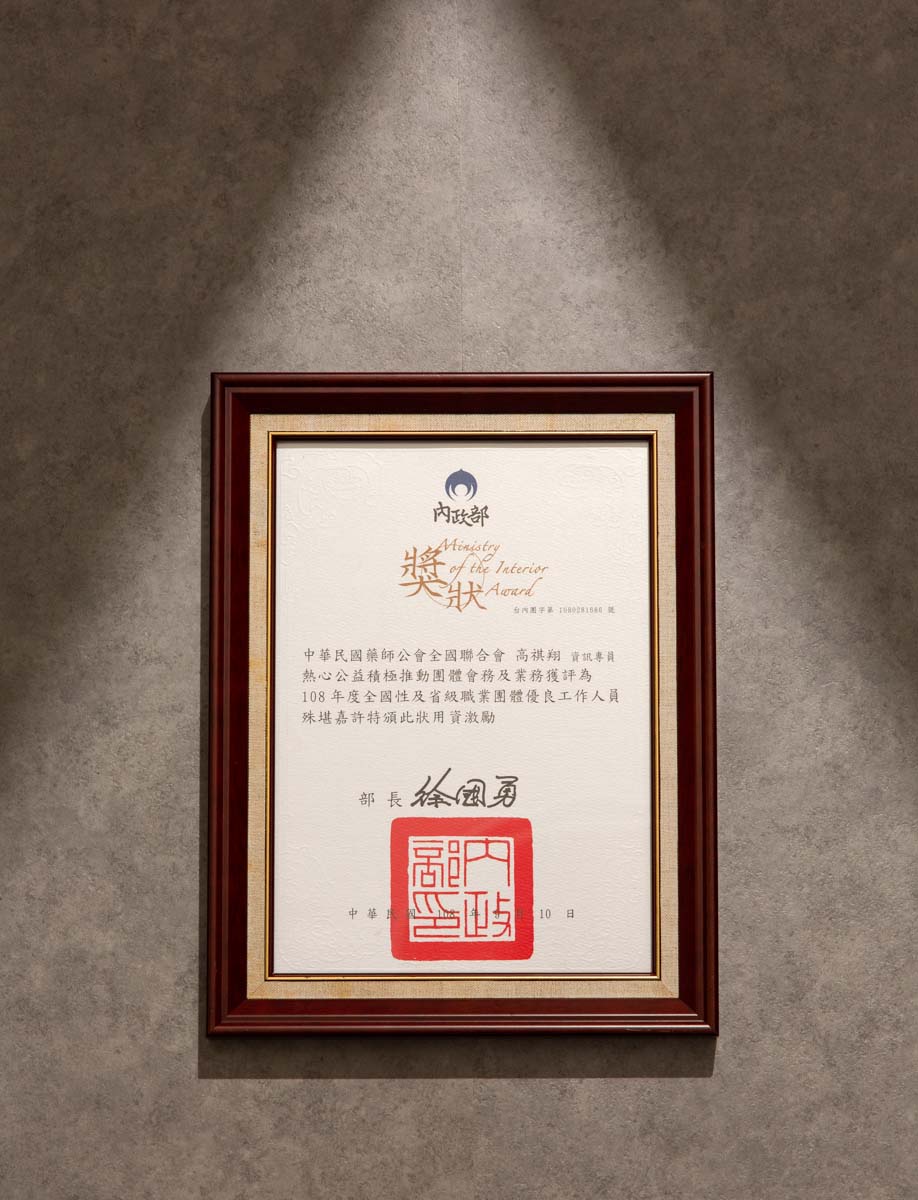 內政部
獎狀
Ministry
of the Interior
Award
台內團字第 1080281680 號
中華民國藥師公會全國聯合會 高祺翔 資訊專員
熱心公益積極推動團體會務及業務獲評為
108 年度全國性及省級職業團體優良工作人員
殊堪嘉許特頒此狀用資激勵
部長 徐國勇
內政部印
中華民國 108 年 9 月 10 日